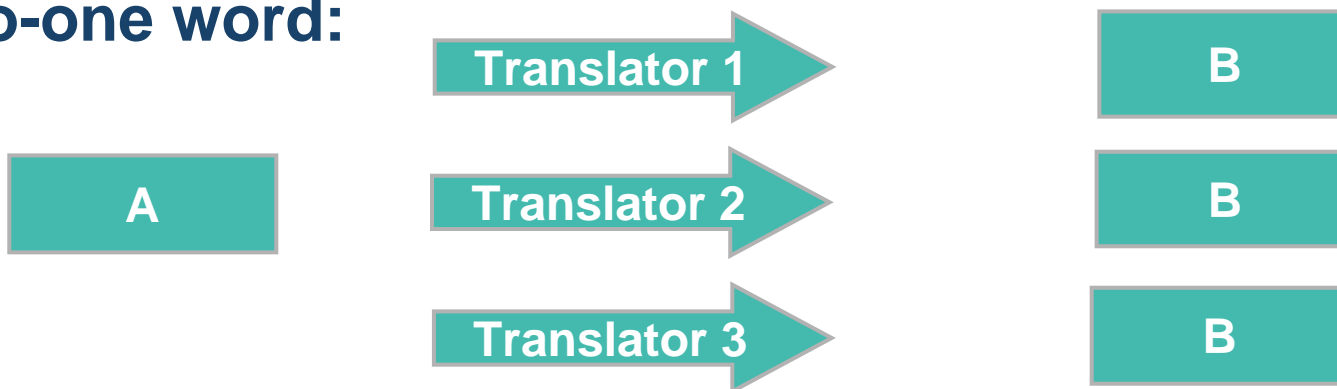 o-one word:
Translator 1
B
A
Translator 2
B
Translator 3
B